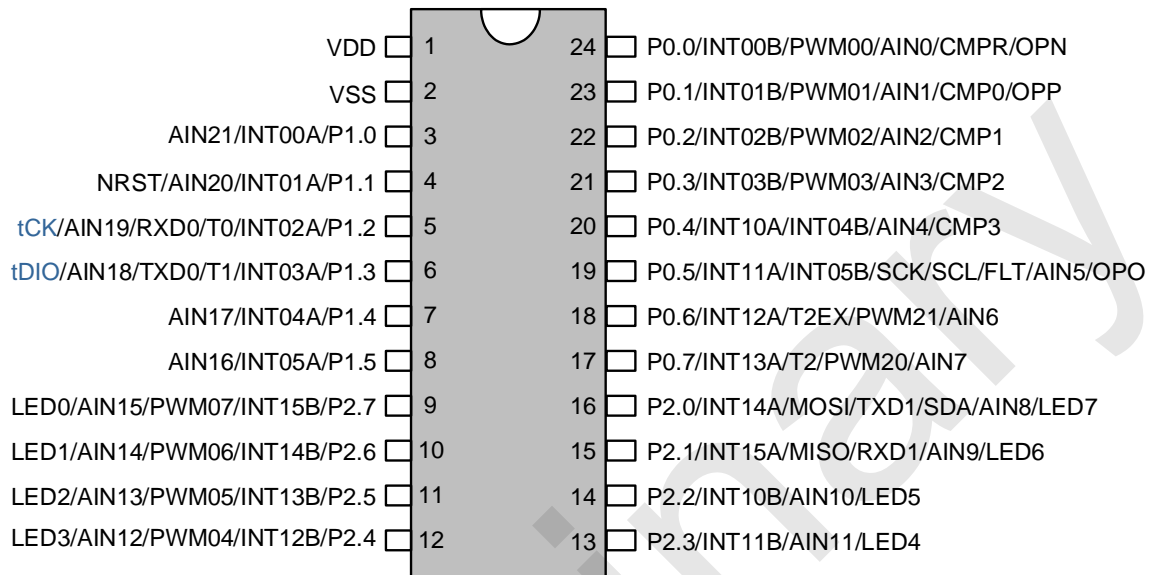 VDD 1 24 P0.0/INT00B/PWM00/AIN0/CMPR/OPN
VSS 2 23 P0.1/INT01B/PWM01/AIN1/CMP0/OPP
AIN21/INT00A/P1.0 3 22 P0.2/INT02B/PWM02/AIN2/CMP1
NRST/AIN20/INT01A/P1.1 4 21 P0.3/INT03B/PWM03/AIN3/CMP2
tCK/AIN19/RXD0/T0/INT02A/P1.2 5 20 P0.4/INT10A/INT04B/AIN4/CMP3
tDIO/AIN18/TXD0/T1/INT03A/P1.3 6 19 P0.5/INT11A/INT05B/SCK/SCL/FLT/AIN5/OPO
AIN17/INT04A/P1.4 7 18 P0.6/INT12A/T2EX/PWM21/AIN6
AIN16/INT05A/P1.5 8 17 P0.7/INT13A/T2/PWM20/AIN7
LED0/AIN15/PWM07/INT15B/P2.7 9 16 P2.0/INT14A/MOSI/TXD1/SDA/AIN8/LED7
LED1/AIN14/PWM06/INT14B/P2.6 10 15 P2.1/INT15A/MISO/RXD1/AIN9/LED6
LED2/AIN13/PWM05/INT13B/P2.5 11 14 P2.2/INT10B/AIN10/LED5
LED3/AIN12/PWM04/INT12B/P2.4 12 13 P2.3/INT11B/AIN11/LED4